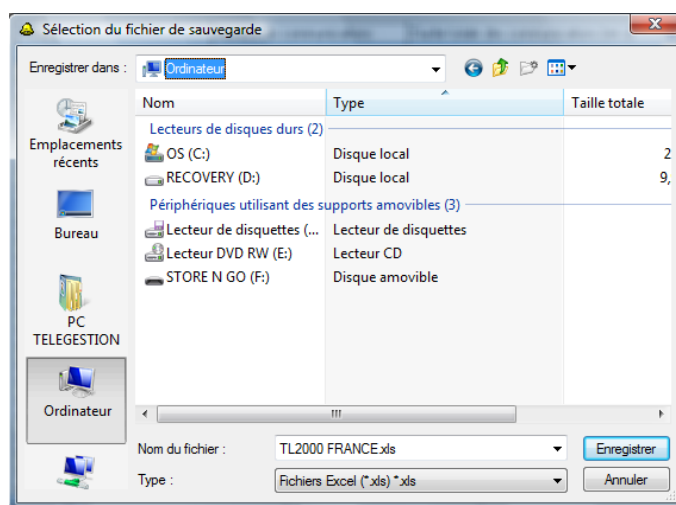 Sélection du fichier de sauvegarde
Enregistrer dans : Ordinateur
Nom Type Taille totale
Lecteurs de disques durs (2)
OS (C:) Disque local 2
RECOVERY (D:) Disque local 9,
Périphériques utilisant des supports amovibles (3)
Lecteur de disquettes (... Lecteur de disquettes
Lecteur DVD RW (E:) Lecteur CD
STORE N GO (F:) Disque amovible
Emplacements
récents
Bureau
PC
TELEGESTION
Ordinateur
Nom du fichier : TL2000 FRANCE.xls Enregistrer
Type : Fichiers Excel (*.xls) *.xls Annuler